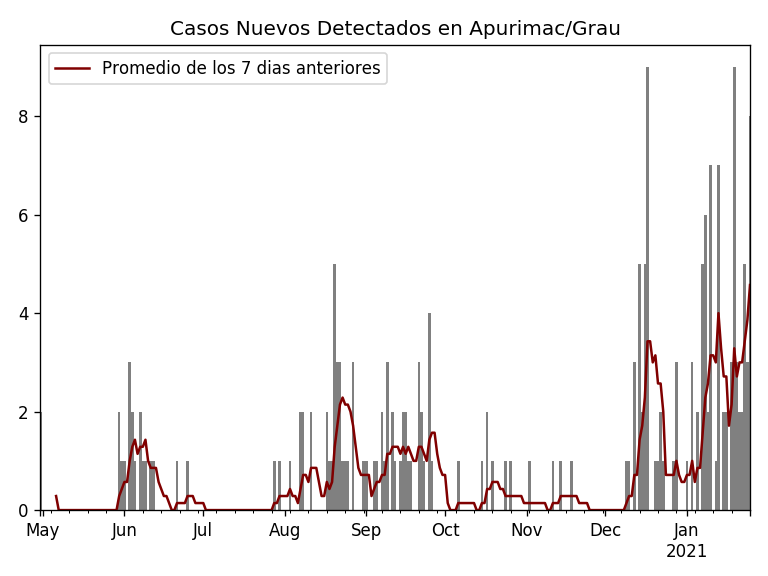 Casos Nuevos Detectados en Apurimac/Grau
Promedio de los 7 dias anteriores
8
6
4
2
0
May Jun Jul Aug Sep Oct Nov Dec Jan
2021